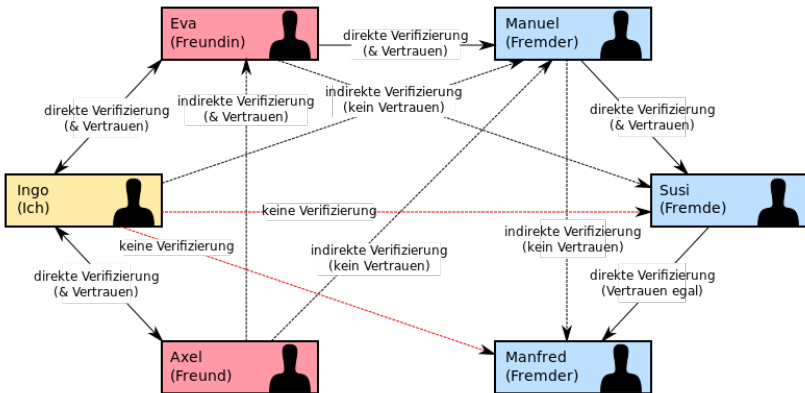 Eva
(Freundin)
Manuel
(Fremder)
direkte Verifizierung
(& Vertrauen)
direkte Verifizierung
(& Vertrauen)
indirekte Verifizierung
(& Vertrauen)
indirekte Verifizierung
(kein Vertrauen)
direkte Verifizierung
(& Vertrauen)
Ingo
(Ich)
Susi
(Fremde)
keine Verifizierung
keine Verifizierung
direkte Verifizierung
(& Vertrauen)
indirekte Verifizierung
(kein Vertrauen)
indirekte Verifizierung
(kein Vertrauen)
direkte Verifizierung
(Vertrauen egal)
Axel
(Freund)
Manfred
(Fremder)